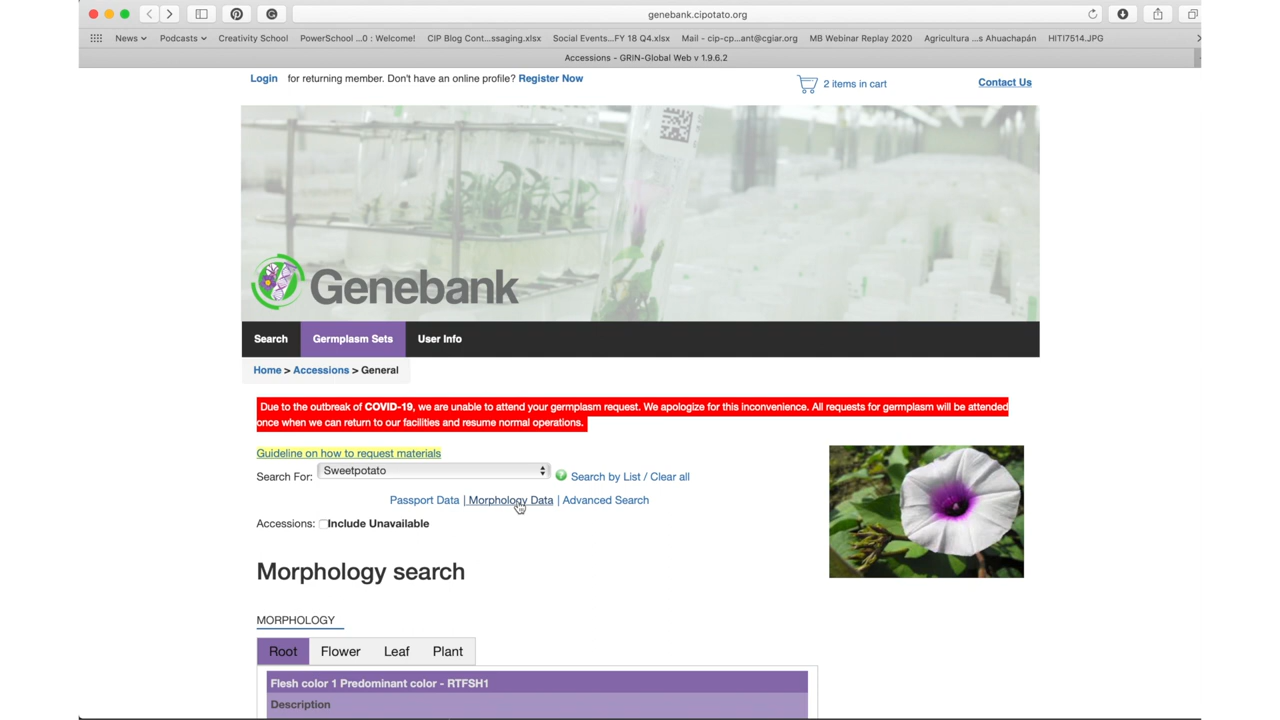 genebank.cipotato.org
News Podcasts Creativity School PowerSchool ...0 : Welcome! CIP Blog Cont...ssaging.xlsx Social Events...FY 18 Q4.xlsx Mail - cip-cp...ant@cgiar.org MB Webinar Replay 2020 Agricultura ...s Ahuachapán HITI7514.JPG
Accessions - GRIN-Global Web v 1.9.6.2
Login for returning member. Don't have an online profile? Register Now
2 items in cart
Contact Us
Genebank
Search Germplasm Sets User Info
Home > Accessions > General
Due to the outbreak of COVID-19, we are unable to attend your germplasm request. We apologize for this inconvenience. All requests for germplasm will be attended
once when we can return to our facilities and resume normal operations.
Guideline on how to request materials
Search For: Sweetpotato Search by List / Clear all
Passport Data | Morphology Data | Advanced Search
Accessions: Include Unavailable
Morphology search
MORPHOLOGY
Root Flower Leaf Plant
Flesh color 1 Predominant color - RTFSH1
Description